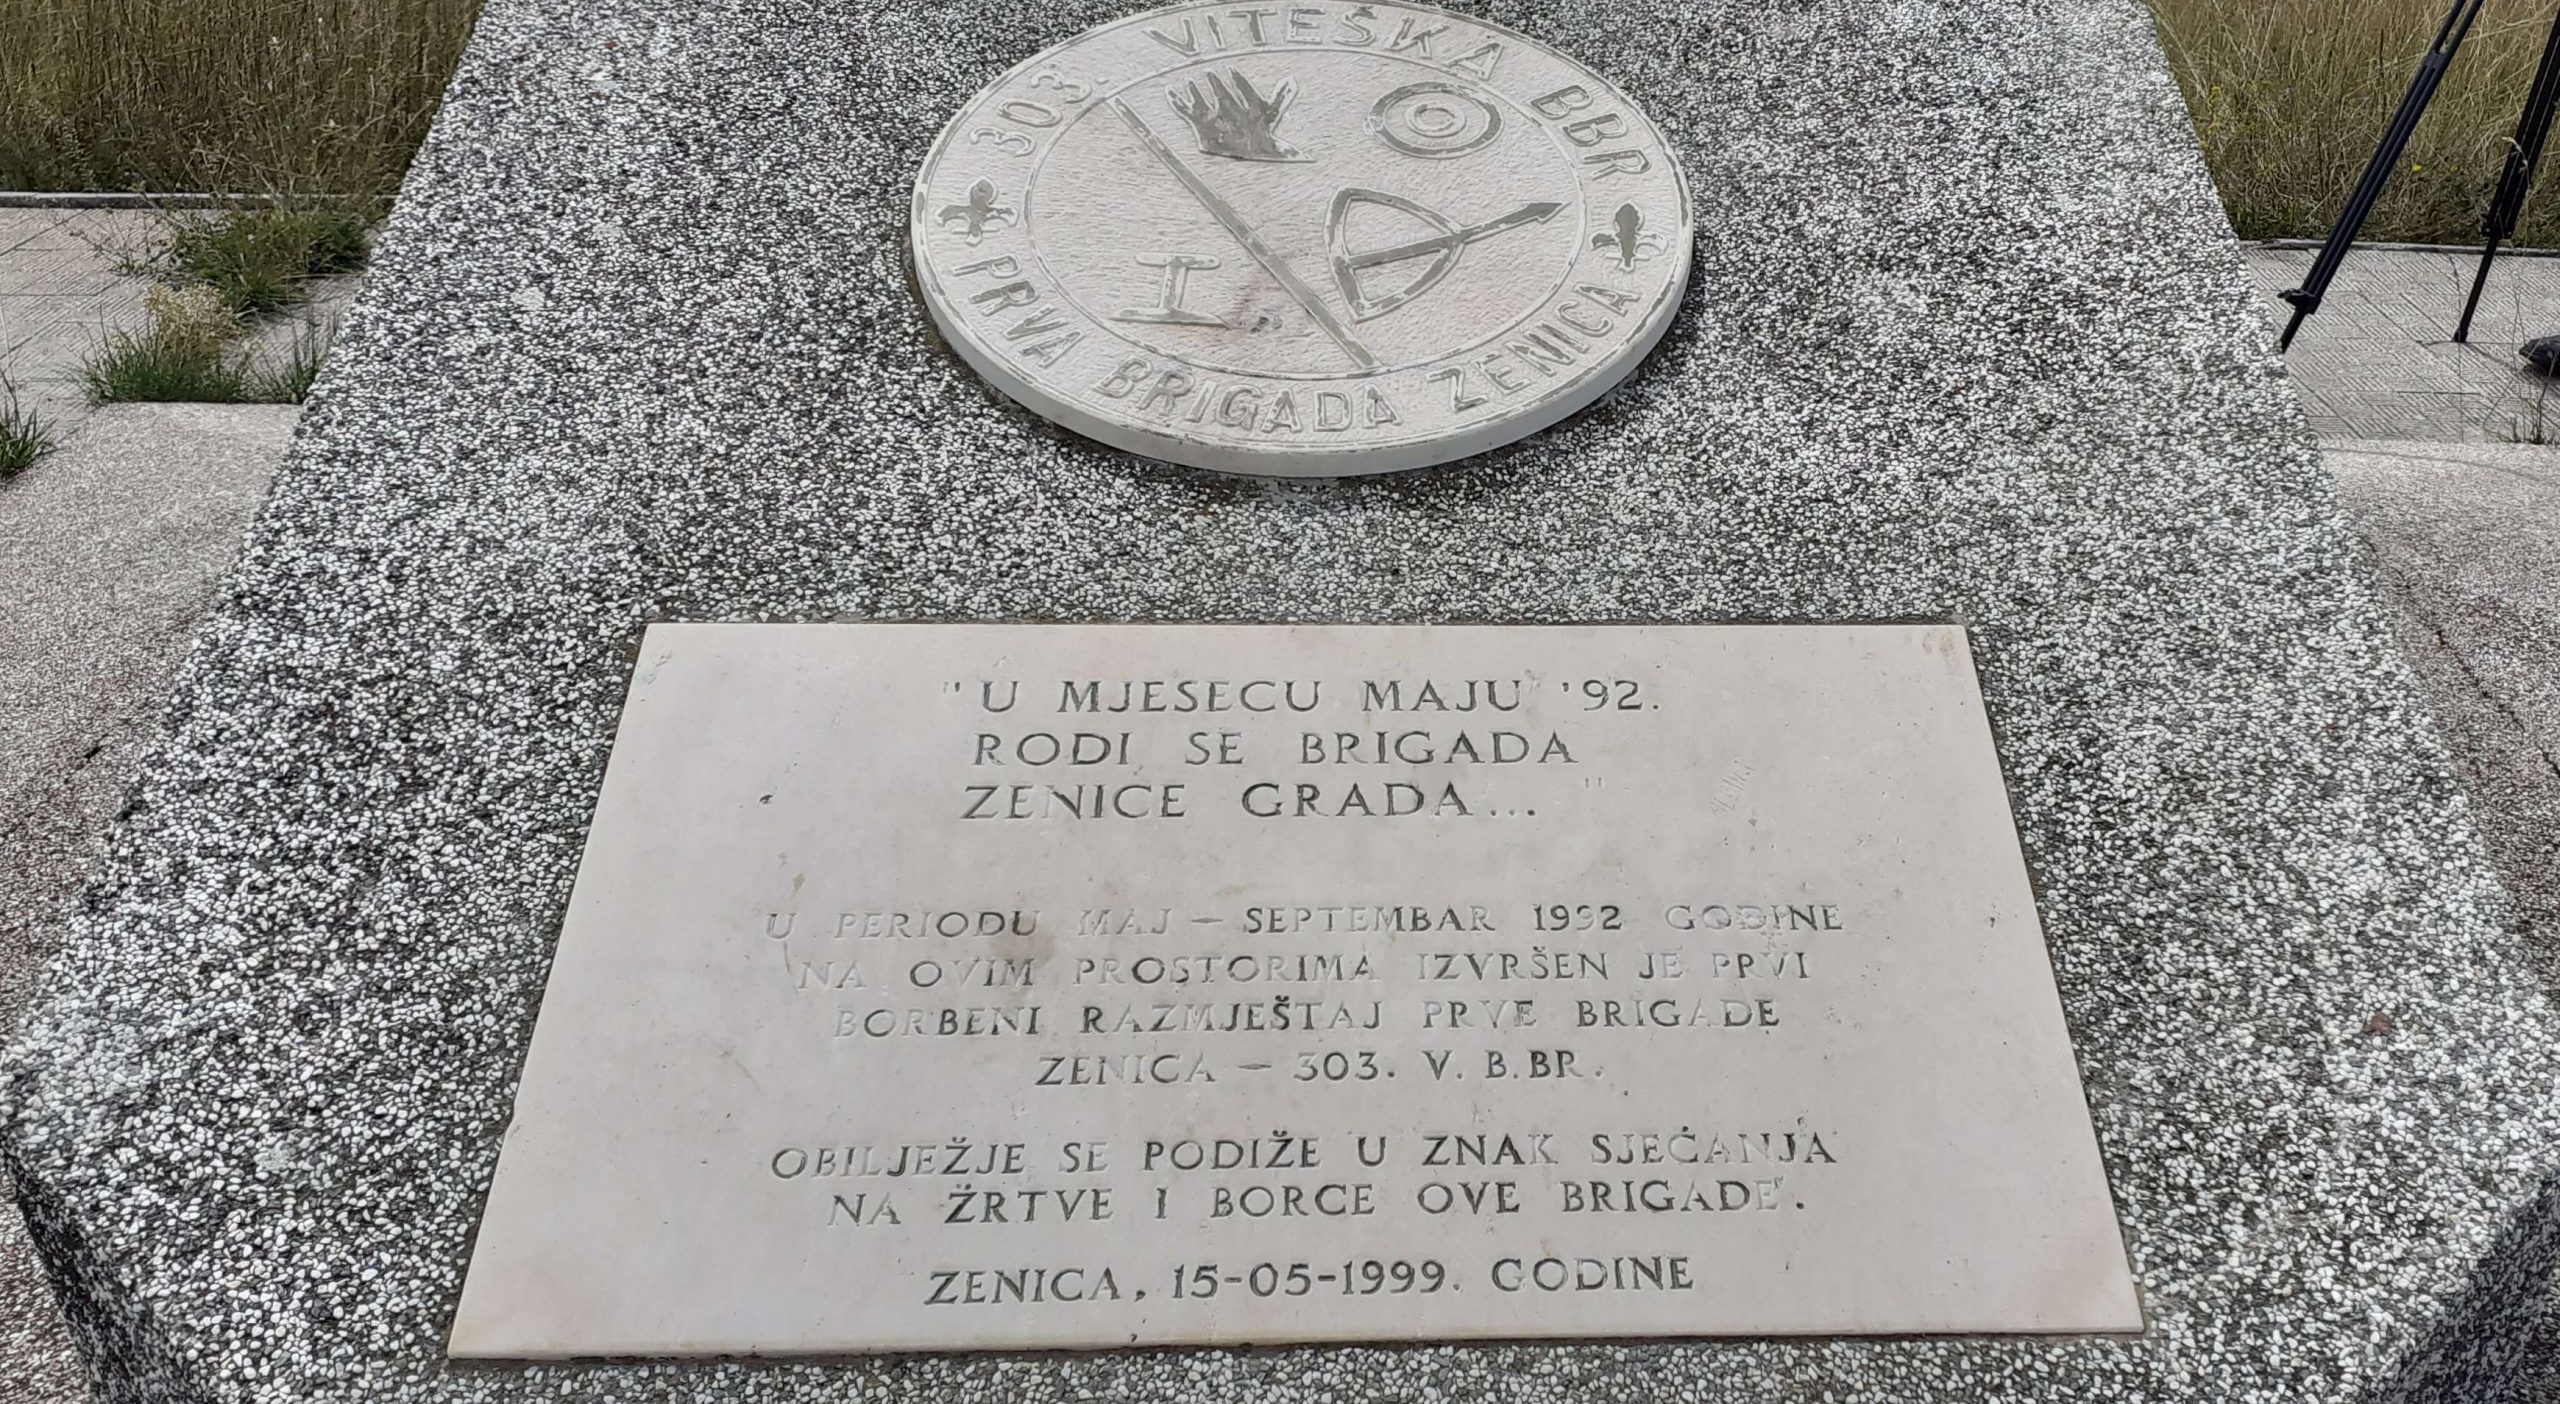 303. VITEŠKA BBR
PRVA BRIGADA ZENICA
"U MJESECU MAJU '92.
RODI SE BRIGADA
ZENICE GRADA..."
U PERIODU MAJ - SEPTEMBAR 1992 GODINE
NA OVIM PROSTORIMA IZVRŠEN JE PRVI
BORBENI RAZMJEŠTAJ PRVE BRIGADE
ZENICA - 303. V. B.BR.
OBILJEŽJE SE PODIŽE U ZNAK SJEĆANJA
NA ŽRTVE I BORCE OVE BRIGADE".
ZENICA, 15-05-1999. GODINE